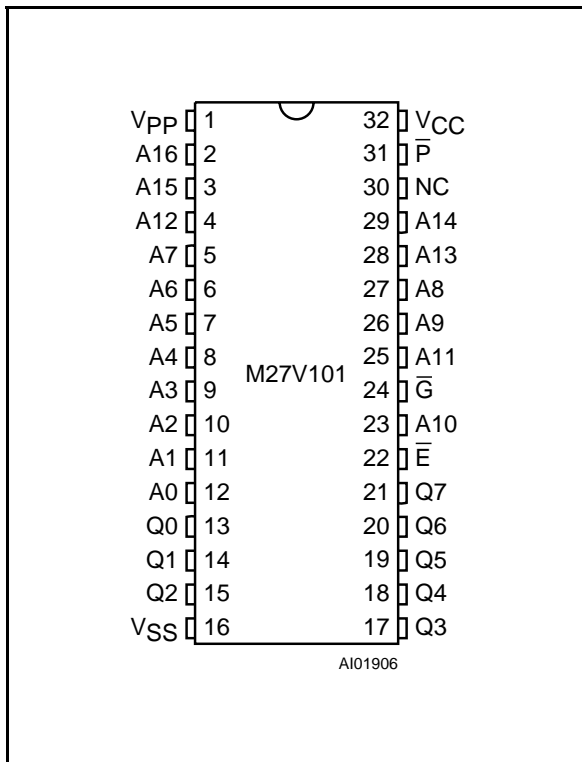 VPP 1 32 VCC
A16 2 31 P̅
A15 3 30 NC
A12 4 29 A14
A7 5 28 A13
A6 6 27 A8
A5 7 26 A9
A4 8 25 A11
M27V101
A3 9 24 G̅
A2 10 23 A10
A1 11 22 E̅
A0 12 21 Q7
Q0 13 20 Q6
Q1 14 19 Q5
Q2 15 18 Q4
VSS 16 17 Q3
AI01906